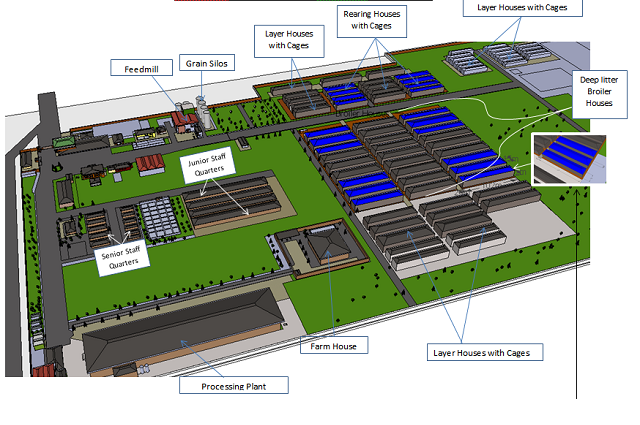 Layer Houses with Cages
Rearing Houses
with Cages
Layer Houses
with Cages
Grain Silos
Feedmill
Deep litter
Broiler
Houses
Junior Staff
Quarters
Senior Staff
Quarters
Farm House
Layer Houses with Cages
Processing Plant